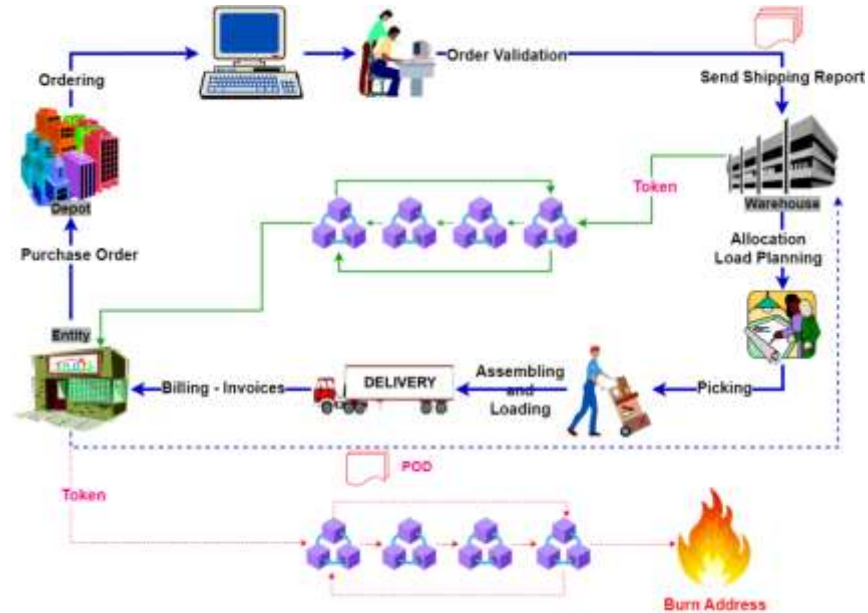 Ordering
Order Validation
Send Shipping Report
Depot
Token
Warehouse
Purchase Order
Allocation
Load Planning
Entity
Billing - Invoices
DELIVERY
Assembling
and
Loading
Picking
POD
Token
Burn Address